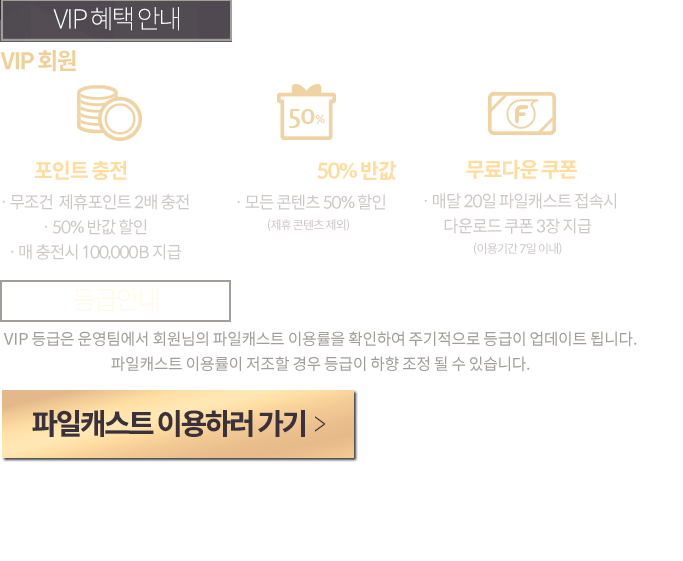 VIP 혜택 안내
VIP 회원
50%
F
포인트 충전
50% 반값
무료다운 쿠폰
· 무조건 제휴포인트 2배 충전
· 50% 반값 할인
· 매 충전시 100,000B 지급
· 모든 콘텐츠 50% 할인
(제휴 콘텐츠 제외)
· 매달 20일 파일캐스트 접속시
다운로드 쿠폰 3장 지급
(이용기간 7일 이내)
등급안내
VIP 등급은 운영팀에서 회원님의 파일캐스트 이용률을 확인하여 주기적으로 등급이 업데이트 됩니다.
파일캐스트 이용률이 저조할 경우 등급이 하향 조정 될 수 있습니다.
파일캐스트 이용하러 가기 >